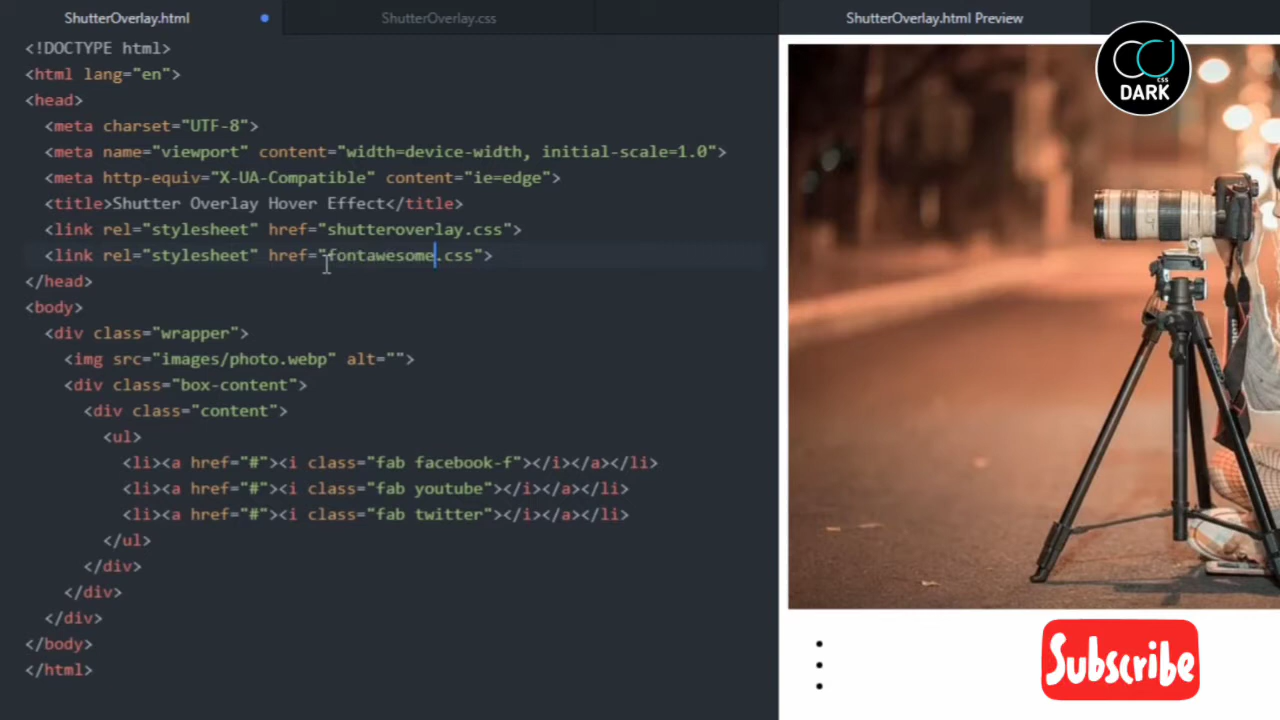 ShutterOverlay.html
ShutterOverlay.css
ShutterOverlay.html Preview
<!DOCTYPE html>
<html lang="en">
<head>
<meta charset="UTF-8">
<meta name="viewport" content="width=device-width, initial-scale=1.0">
<meta http-equiv="X-UA-Compatible" content="ie=edge">
<title>Shutter Overlay Hover Effect</title>
<link rel="stylesheet" href="shutteroverlay.css">
<link rel="stylesheet" href="fontawesome.css">
</head>
<body>
<div class="wrapper">
<img src="images/photo.webp" alt="">
<div class="box-content">
<div class="content">
<ul>
<li><a href="#"><i class="fab facebook-f"></i></a></li>
<li><a href="#"><i class="fab youtube"></i></a></li>
<li><a href="#"><i class="fab twitter"></i></a></li>
</ul>
</div>
</div>
</div>
</body>
</html>
CSS
DARK
Subscribe